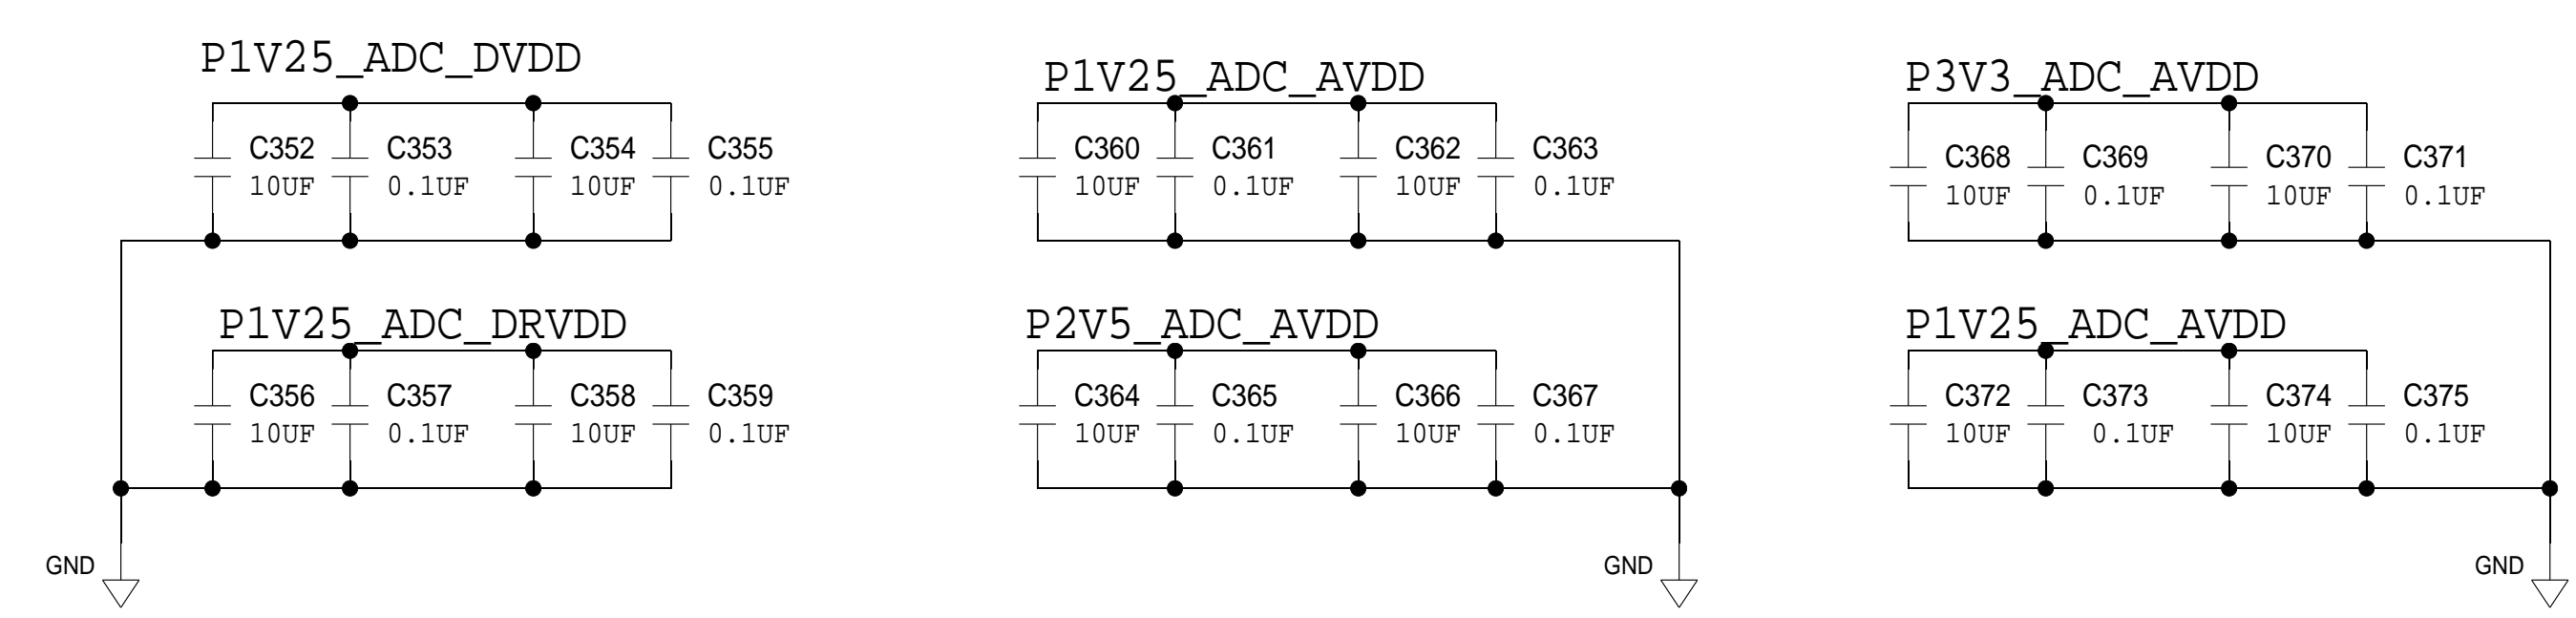 P1V25_ADC_DVDD
C352 C353 C354 C355
10UF 0.1UF 10UF 0.1UF
P1V25_ADC_DRVDD
C356 C357 C358 C359
10UF 0.1UF 10UF 0.1UF
GND
P1V25_ADC_AVDD
C360 C361 C362 C363
10UF 0.1UF 10UF 0.1UF
P2V5_ADC_AVDD
C364 C365 C366 C367
10UF 0.1UF 10UF 0.1UF
GND
P3V3_ADC_AVDD
C368 C369 C370 C371
10UF 0.1UF 10UF 0.1UF
P1V25_ADC_AVDD
C372 C373 C374 C375
10UF 0.1UF 10UF 0.1UF
GND